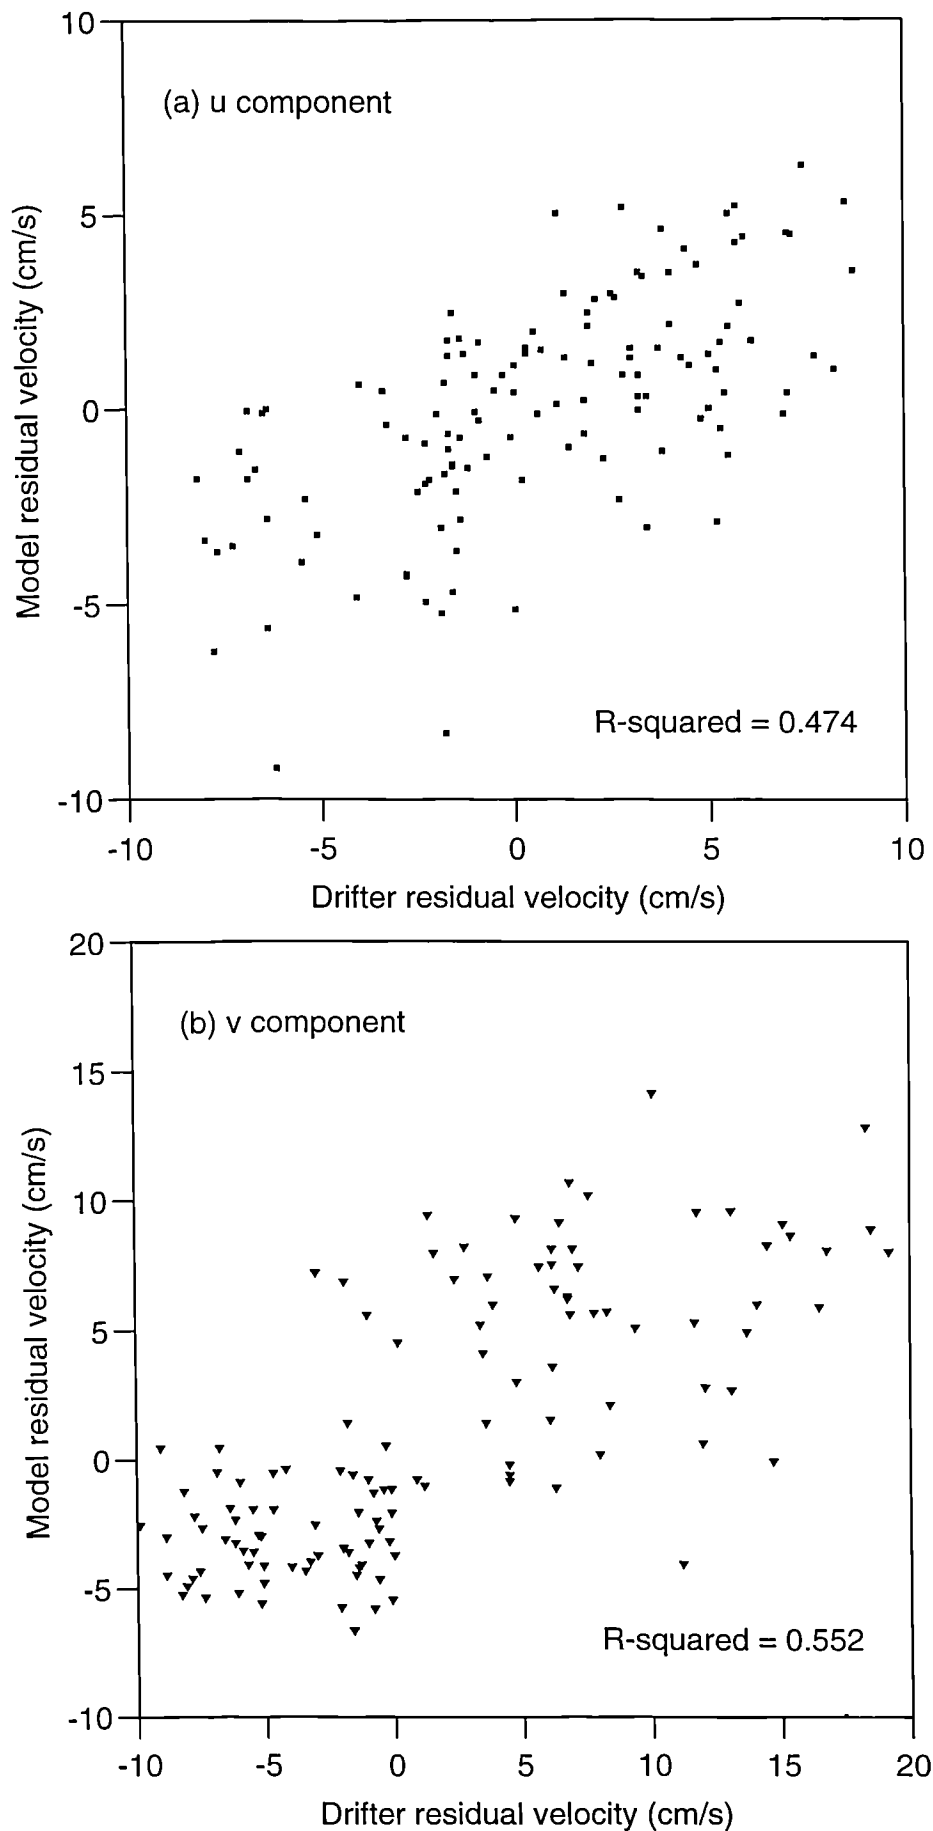 10
(a) u component
5
0
-5
-10
Model residual velocity (cm/s)
R-squared = 0.474
-10 -5 0 5 10
Drifter residual velocity (cm/s)
20
(b) v component
15
10
5
0
-5
-10
Model residual velocity (cm/s)
R-squared = 0.552
-10 -5 0 5 10 15 20
Drifter residual velocity (cm/s)